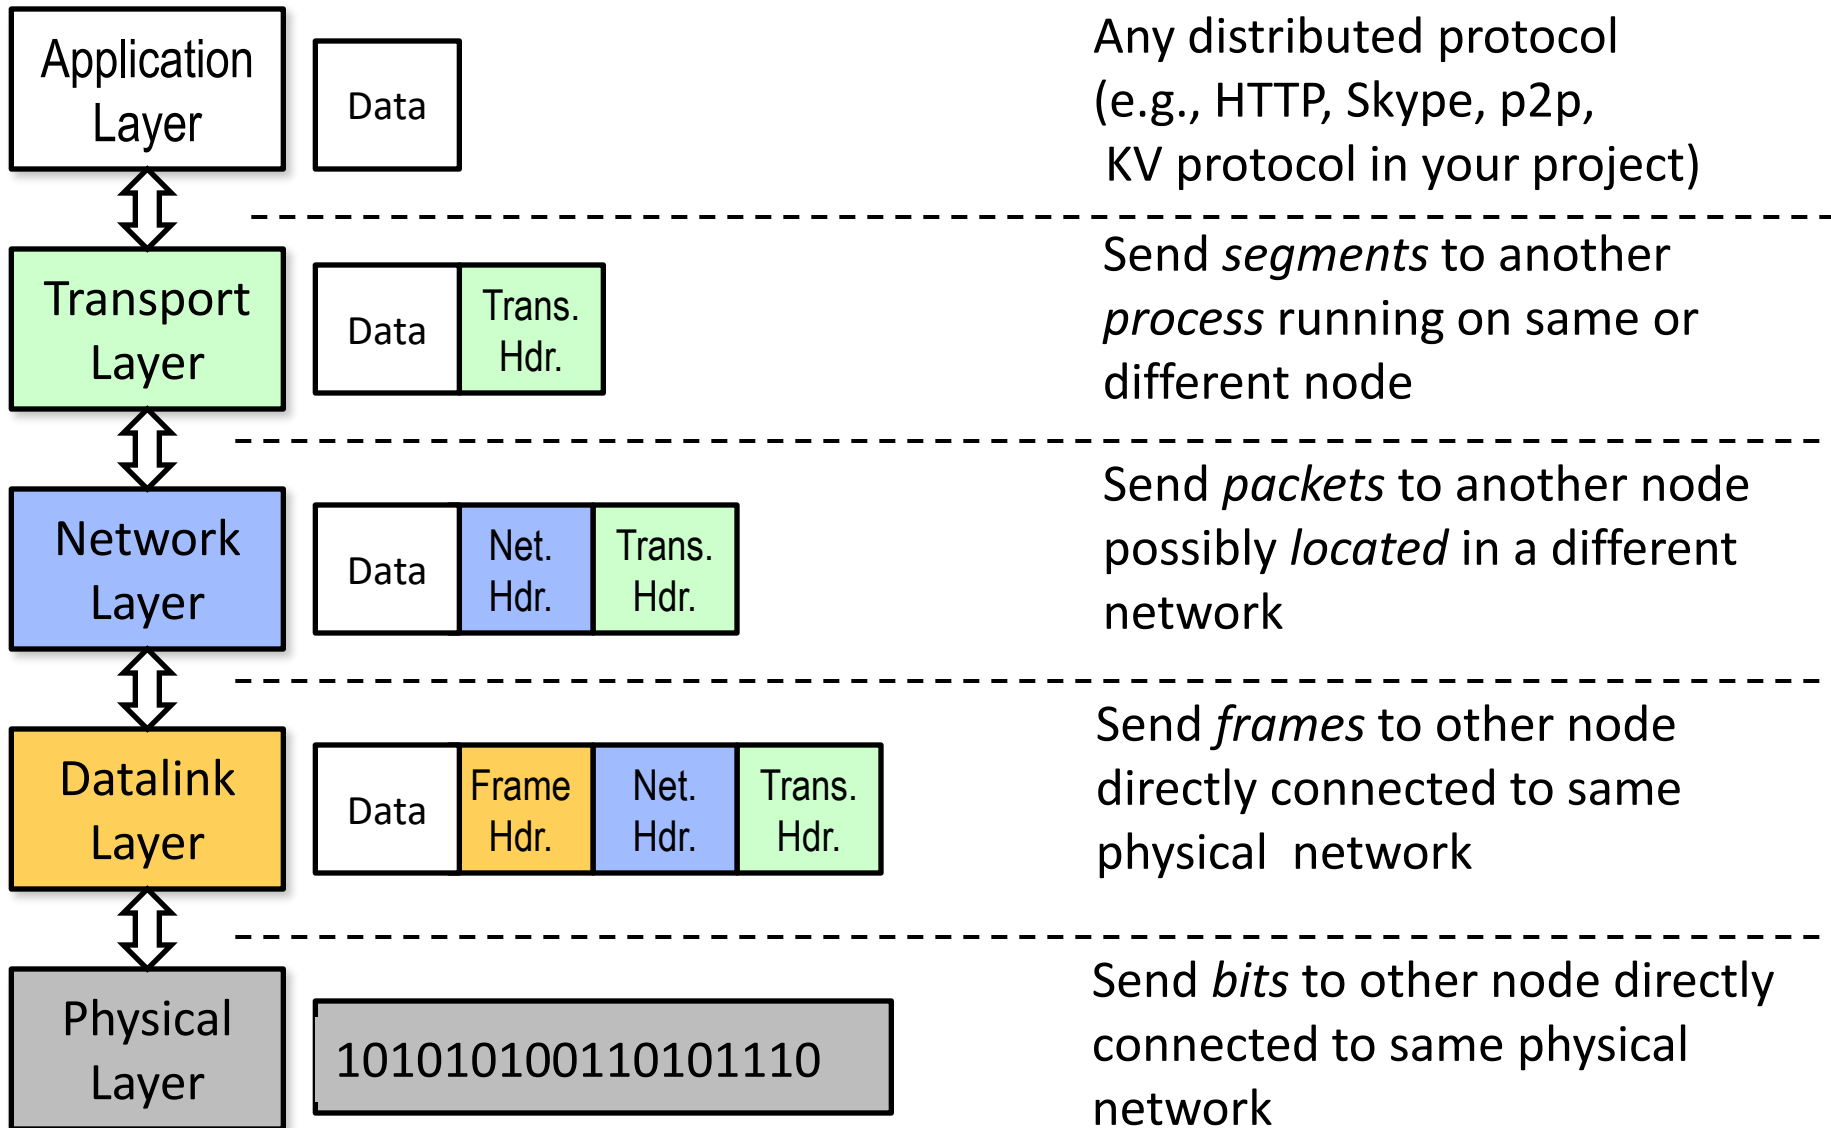 Application
Layer
Data
Any distributed protocol
(e.g., HTTP, Skype, p2p,
KV protocol in your project)
Transport
Layer
Data
Trans.
Hdr.
Send segments to another
process running on same or
different node
Network
Layer
Data
Net.
Hdr.
Trans.
Hdr.
Send packets to another node
possibly located in a different
network
Datalink
Layer
Data
Frame
Hdr.
Net.
Hdr.
Trans.
Hdr.
Send frames to other node
directly connected to same
physical network
Physical
Layer
101010100110101110
Send bits to other node directly
connected to same physical
network